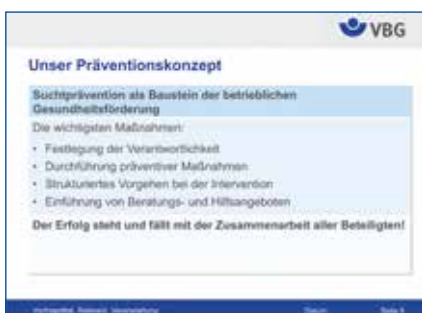 VBG
Unser Präventionskonzept
Suchtprävention als Baustein der betrieblichen
Gesundheitsförderung
Die wichtigsten Maßnahmen:
• Festlegung der Verantwortlichkeit
• Durchführung präventiver Maßnahmen
• Strukturiertes Vorgehen bei der Intervention
• Einführung von Beratungs- und Hilfsangeboten
Der Erfolg steht und fällt mit der Zusammenarbeit aller Beteiligten!
Datum